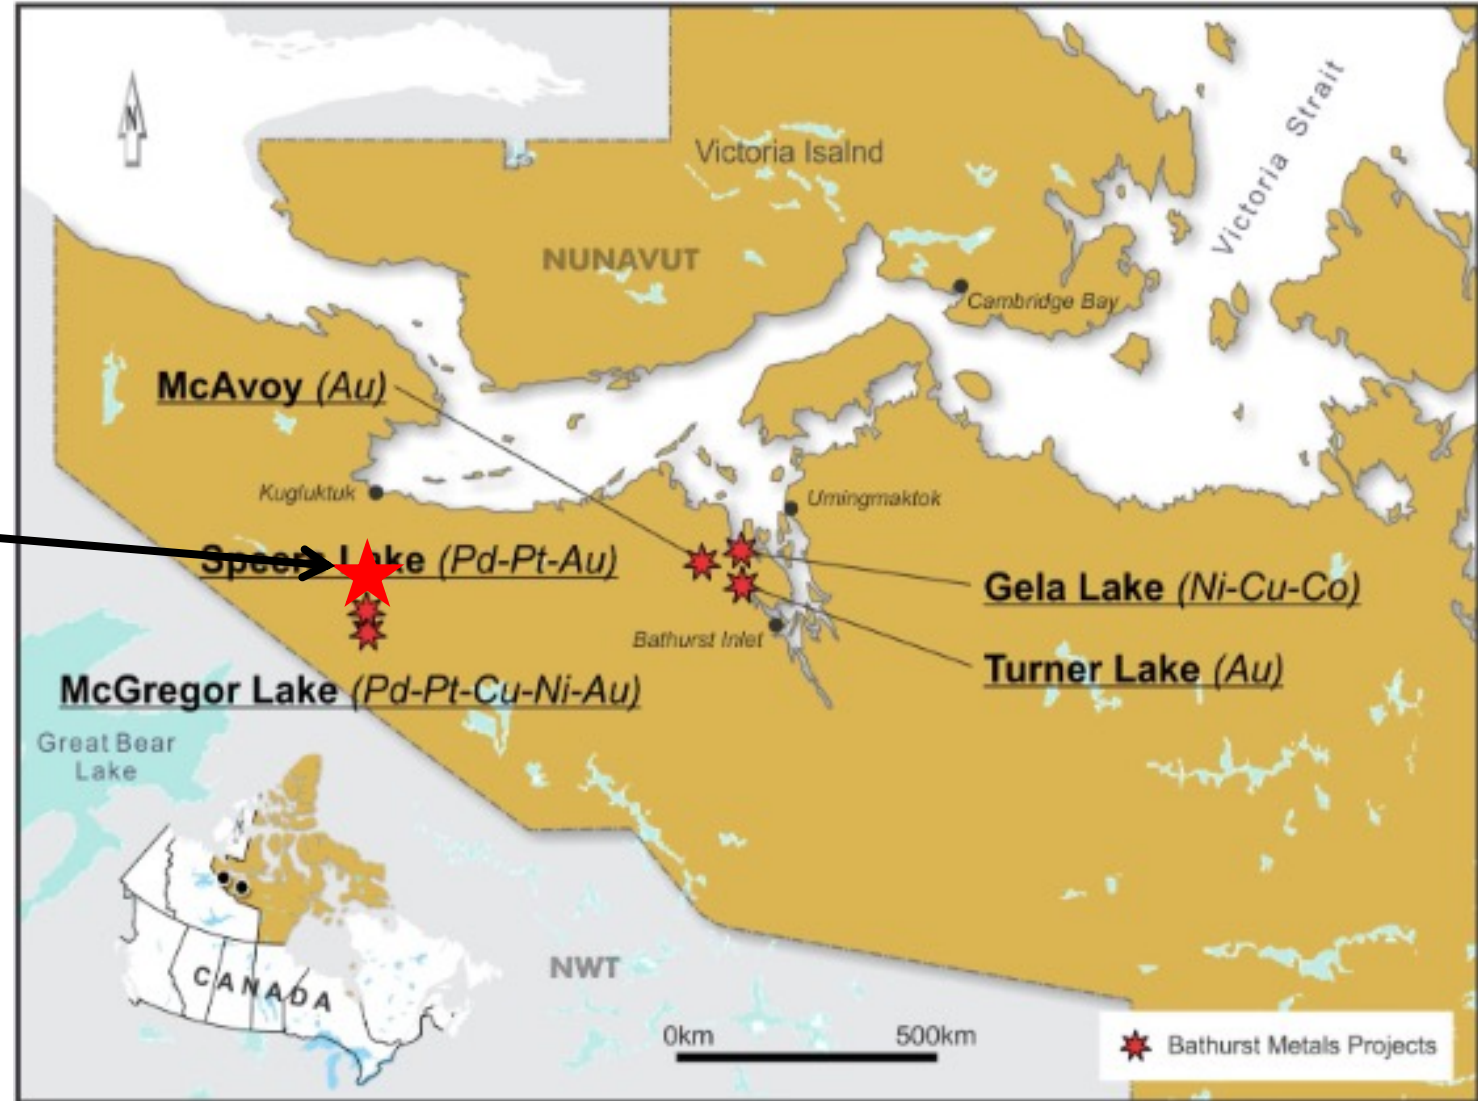 N
Victoria Isalnd
Victoria Strait
NUNAVUT
Cambridge Bay
McAvoy (Au)
Kugluktuk
Umingmaktok
Speers Lake (Pd-Pt-Au)
Gela Lake (Ni-Cu-Co)
Bathurst Inlet
Turner Lake (Au)
McGregor Lake (Pd-Pt-Cu-Ni-Au)
Great Bear
Lake
CANADA
NWT
0km 500km
Bathurst Metals Projects